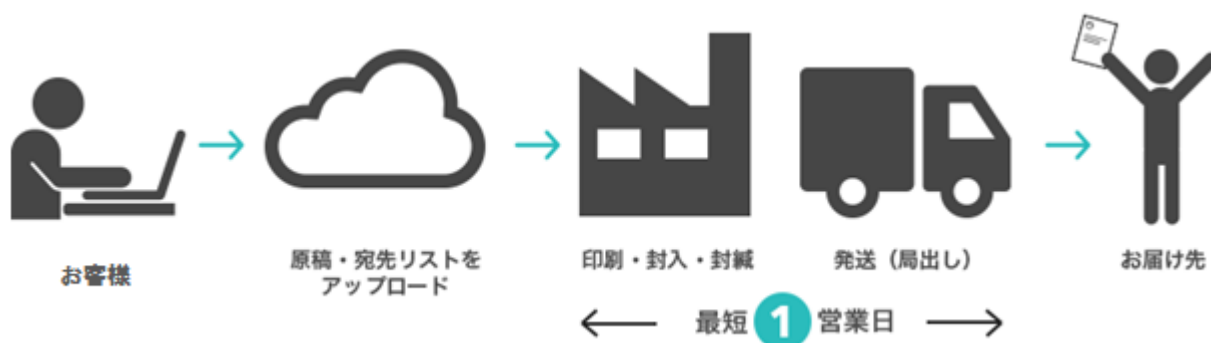 お客様
原稿・宛先リストを
アップロード
印刷・封入・封緘
発送（局出し）
お届け先
最短 1 営業日